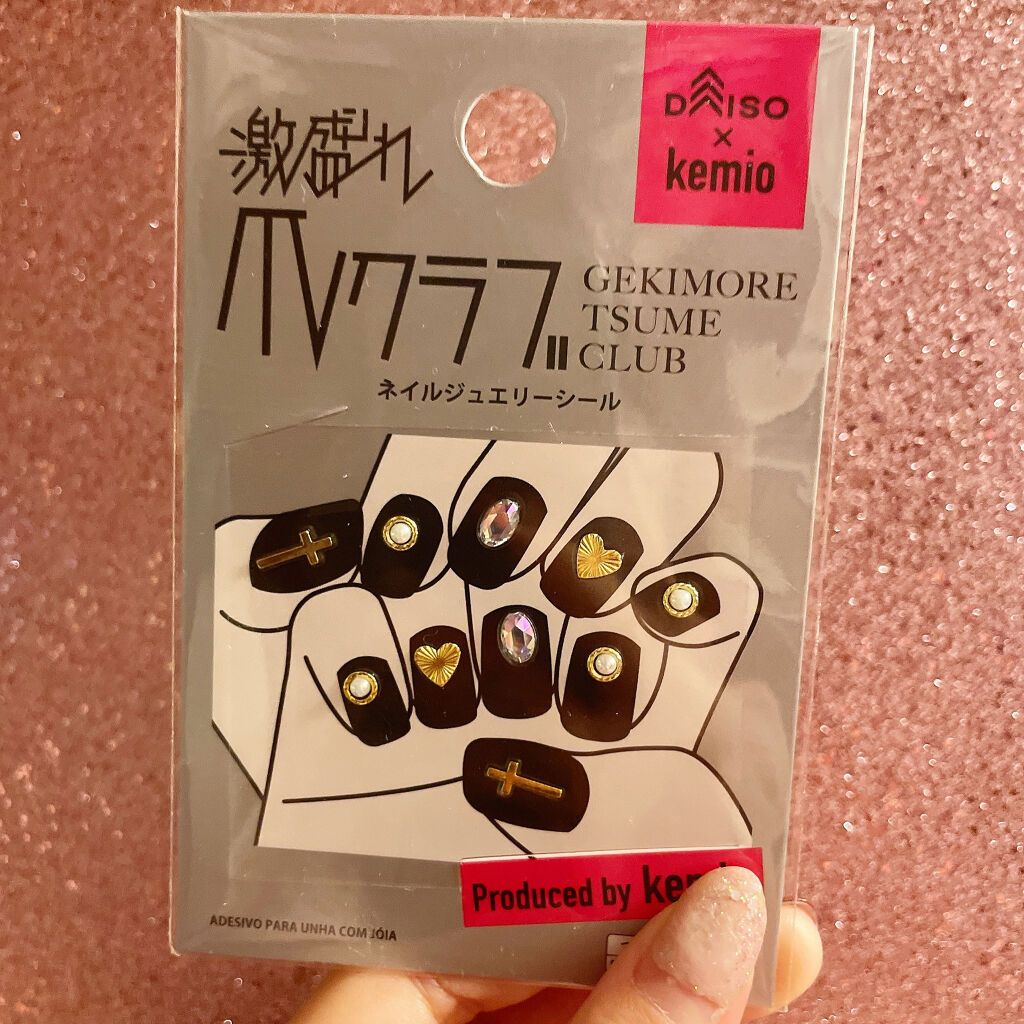 激盛れ
爪クラブ
GEKIMORE
TSUME
CLUB
ネイルジュエリーシール
DAISO
×
kemio
Produced by
ADESIVO PARA UNHA COM JÓIA